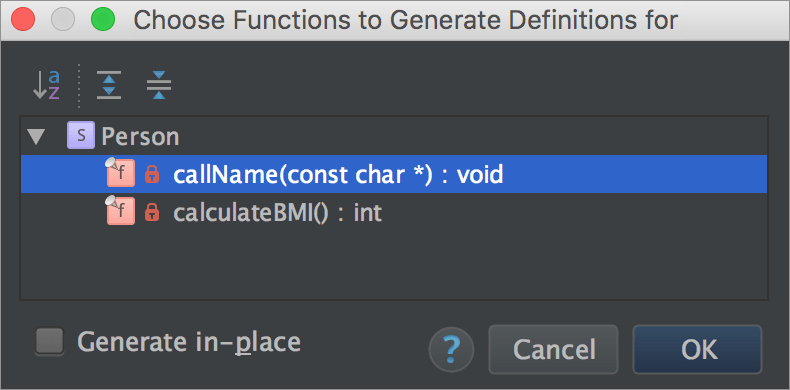 Choose Functions to Generate Definitions for
a
z
S Person
f callName(const char *) : void
f calculateBMI() : int
Generate in-place
? Cancel OK